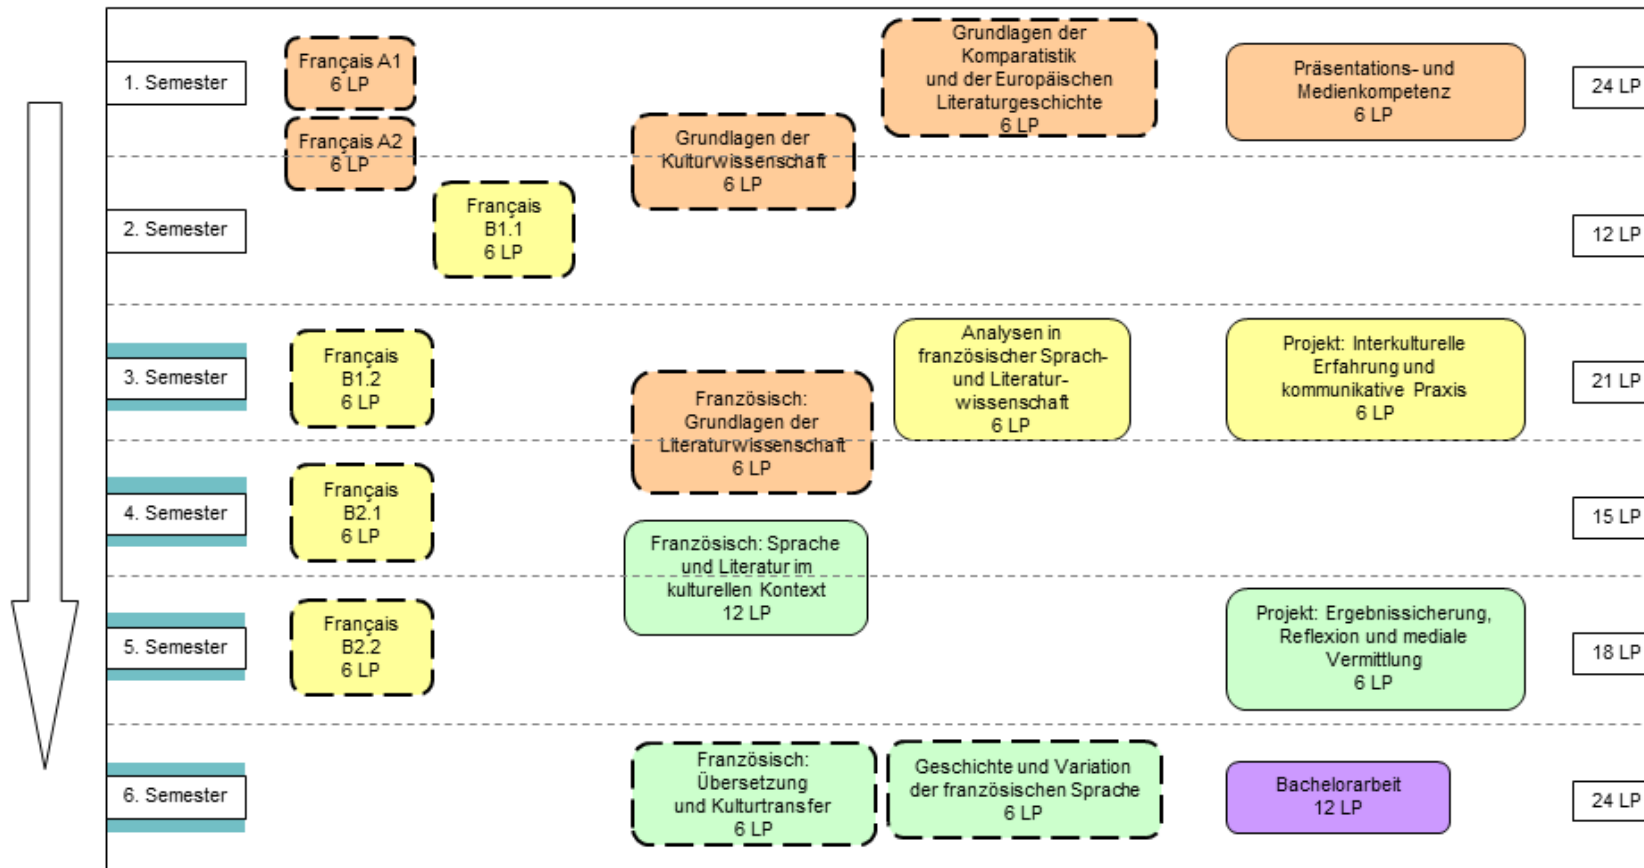 1. Semester
Français A1
6 LP
Français A2
6 LP
Grundlagen der
Kulturwissenschaft
6 LP
Grundlagen der
Komparatistik
und der Europäischen
Literaturgeschichte
6 LP
Präsentations- und
Medienkompetenz
6 LP
24 LP
2. Semester
Français
B1.1
6 LP
12 LP
3. Semester
Français
B1.2
6 LP
Französisch:
Grundlagen der
Literaturwissenschaft
6 LP
Analysen in
französischer Sprach-
und Literatur-
wissenschaft
6 LP
Projekt: Interkulturelle
Erfahrung und
kommunikative Praxis
6 LP
21 LP
4. Semester
Français
B2.1
6 LP
Französisch: Sprache
und Literatur im
kulturellen Kontext
12 LP
15 LP
5. Semester
Français
B2.2
6 LP
Projekt: Ergebnissicherung,
Reflexion und mediale
Vermittlung
6 LP
18 LP
6. Semester
Französisch:
Übersetzung
und Kulturtransfer
6 LP
Geschichte und Variation
der französischen Sprache
6 LP
Bachelorarbeit
12 LP
24 LP